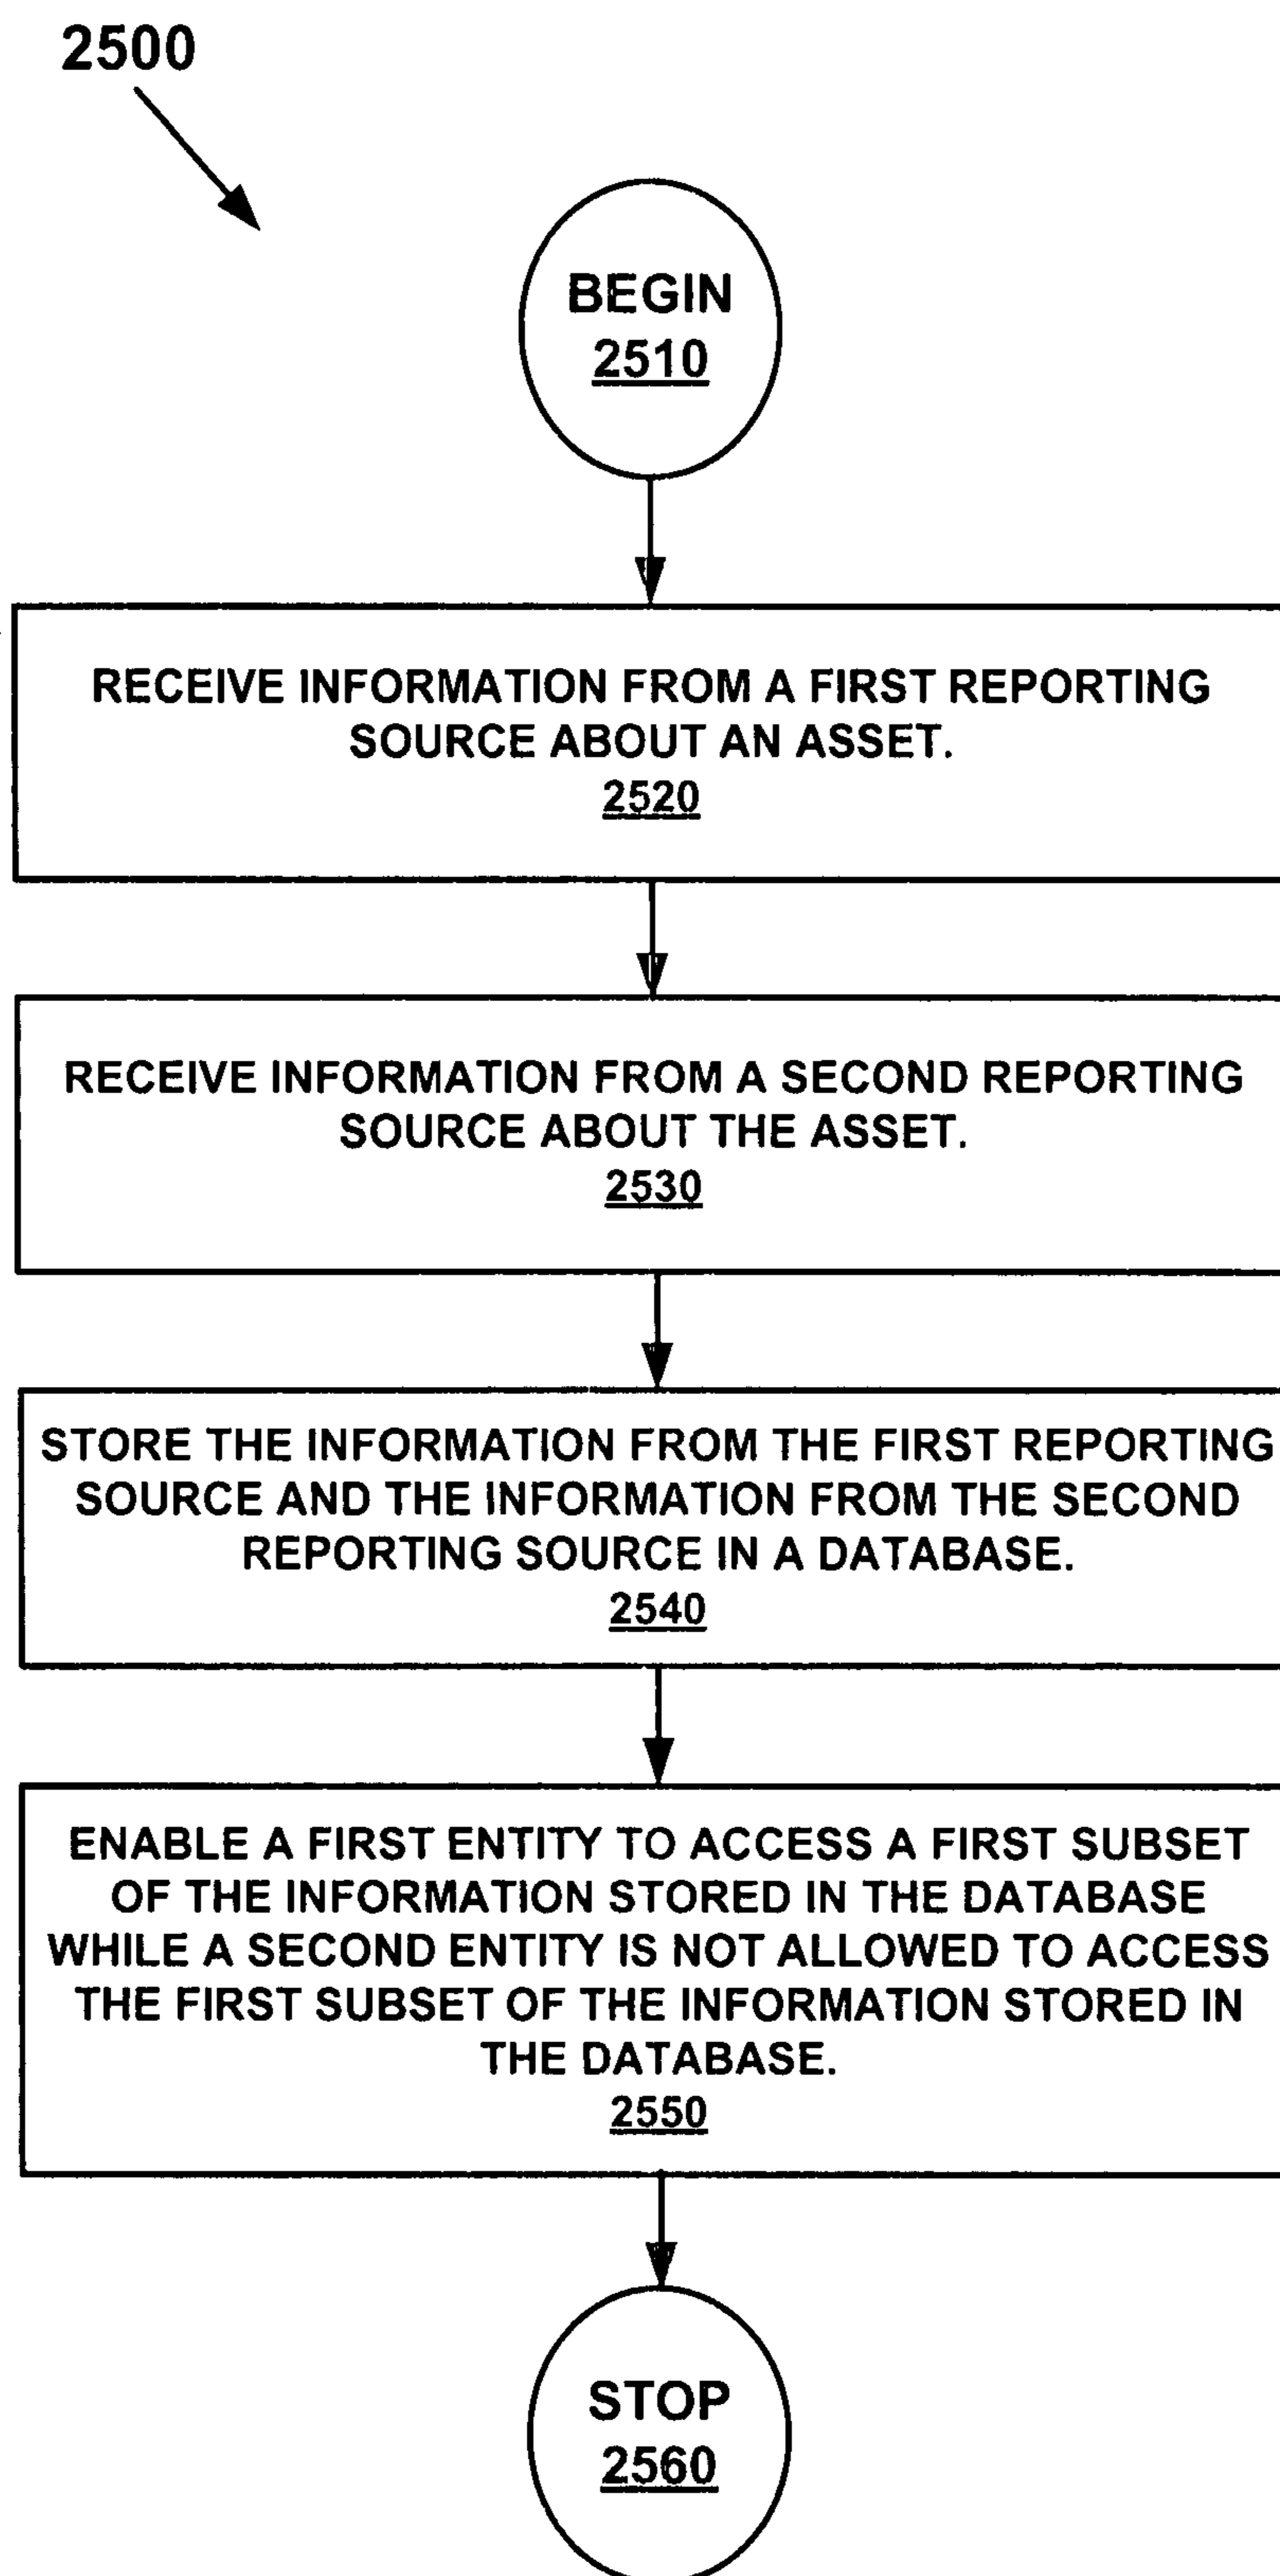 2500
BEGIN
2510
RECEIVE INFORMATION FROM A FIRST REPORTING
SOURCE ABOUT AN ASSET.
2520
RECEIVE INFORMATION FROM A SECOND REPORTING
SOURCE ABOUT THE ASSET.
2530
STORE THE INFORMATION FROM THE FIRST REPORTING
SOURCE AND THE INFORMATION FROM THE SECOND
REPORTING SOURCE IN A DATABASE.
2540
ENABLE A FIRST ENTITY TO ACCESS A FIRST SUBSET
OF THE INFORMATION STORED IN THE DATABASE
WHILE A SECOND ENTITY IS NOT ALLOWED TO ACCESS
THE FIRST SUBSET OF THE INFORMATION STORED IN
THE DATABASE.
2550
STOP
2560